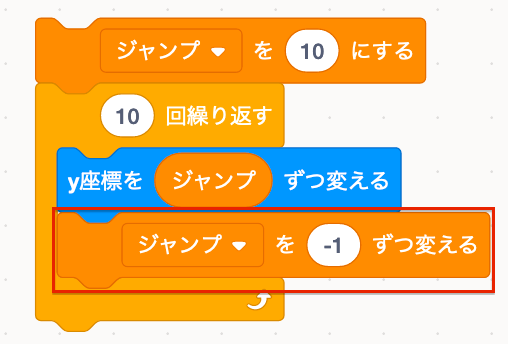 ジャンプ を 10 にする
10 回繰り返す
y座標を ジャンプ ずつ変える
ジャンプ を -1 ずつ変える